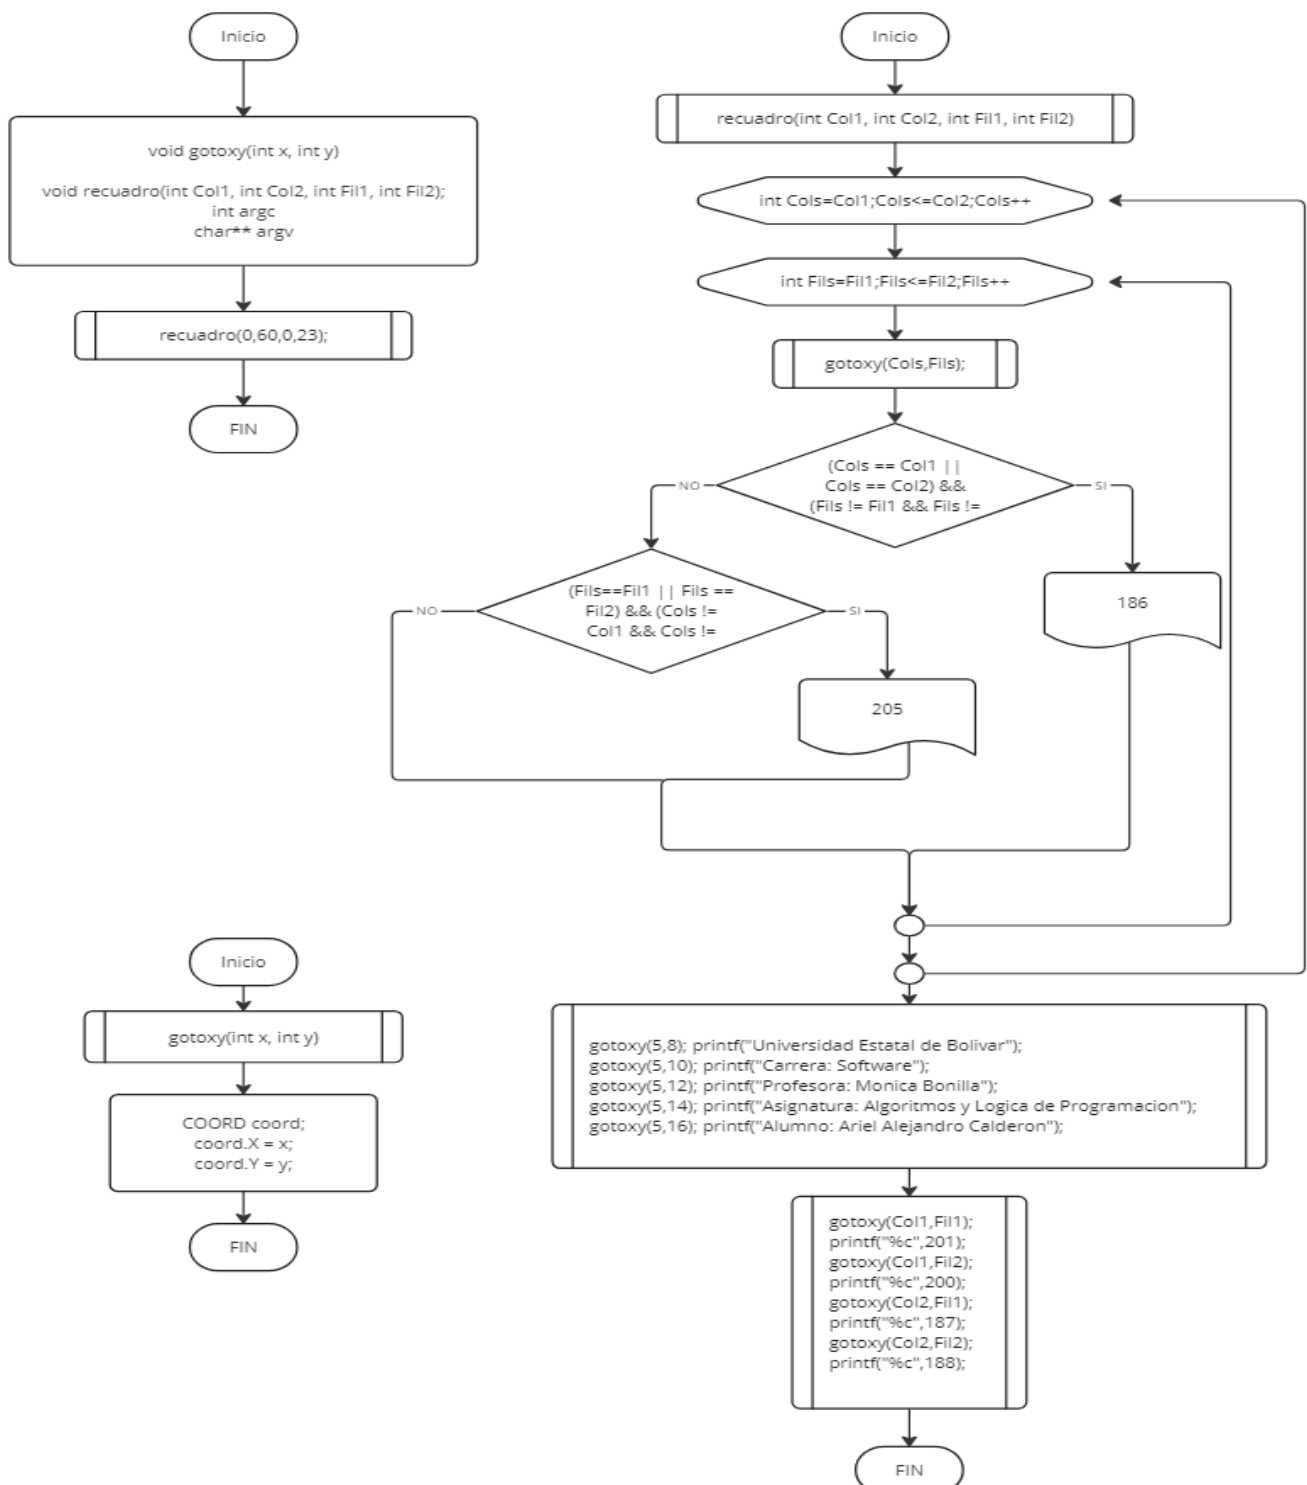 Inicio
void gotoxy(int x, int y)
void recuadro(int Col1, int Col2, int Fil1, int Fil2);
int argc
char** argv
recuadro(0,60,0,23);
FIN
Inicio
recuadro(int Col1, int Col2, int Fil1, int Fil2)
int Cols=Col1;Cols<=Col2;Cols++
int Fils=Fil1;Fils<=Fil2;Fils++
gotoxy(Cols,Fils);
(Cols == Col1 ||
Cols == Col2) &&
(Fils != Fil1 && Fils !=
NO
SI
(Fils==Fil1 || Fils ==
Fil2) && (Cols !=
Col1 && Cols !=
NO
SI
186
205
gotoxy(5,8); printf("Universidad Estatal de Bolivar");
gotoxy(5,10); printf("Carrera: Software");
gotoxy(5,12); printf("Profesora: Monica Bonilla");
gotoxy(5,14); printf("Asignatura: Algoritmos y Logica de Programacion");
gotoxy(5,16); printf("Alumno: Ariel Alejandro Calderon");
gotoxy(Col1,Fil1);
printf("%c",201);
gotoxy(Col1,Fil2);
printf("%c",200);
gotoxy(Col2,Fil1);
printf("%c",187);
gotoxy(Col2,Fil2);
printf("%c",188);
FIN
Inicio
gotoxy(int x, int y)
COORD coord;
coord.X = x;
coord.Y = y;
FIN